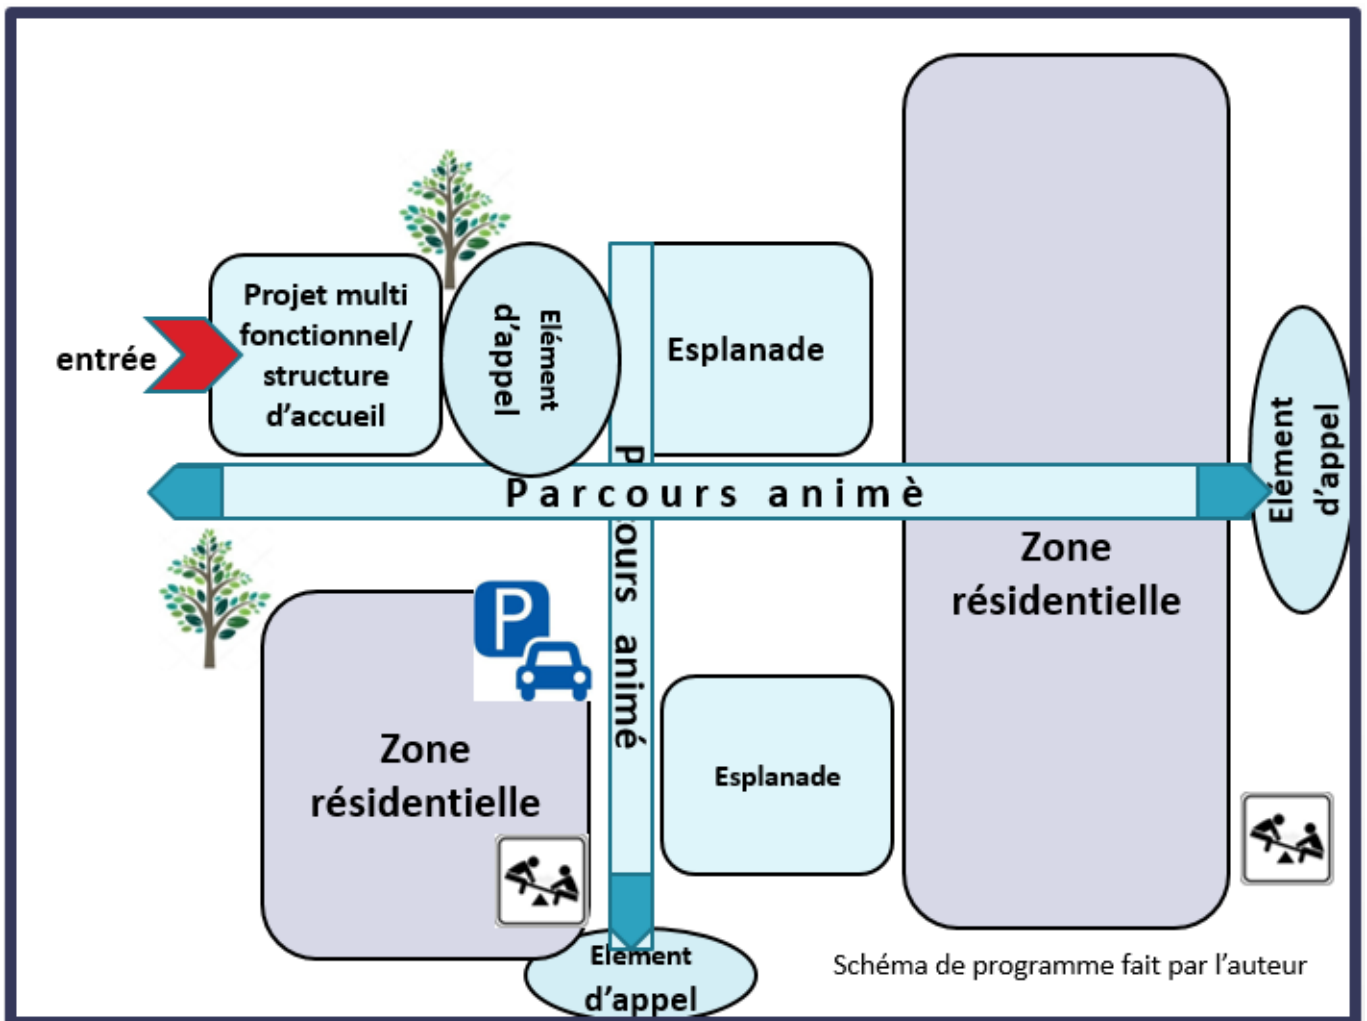 Projet multi
fonctionnel/
structure
d’accueil
entrée
Elément
d’appel
Esplanade
Parcours animè
Parcours animé
Elément
d’appel
Zone
résidentielle
Zone
résidentielle
P
Esplanade
Elément
d’appel
Schéma de programme fait par l’auteur